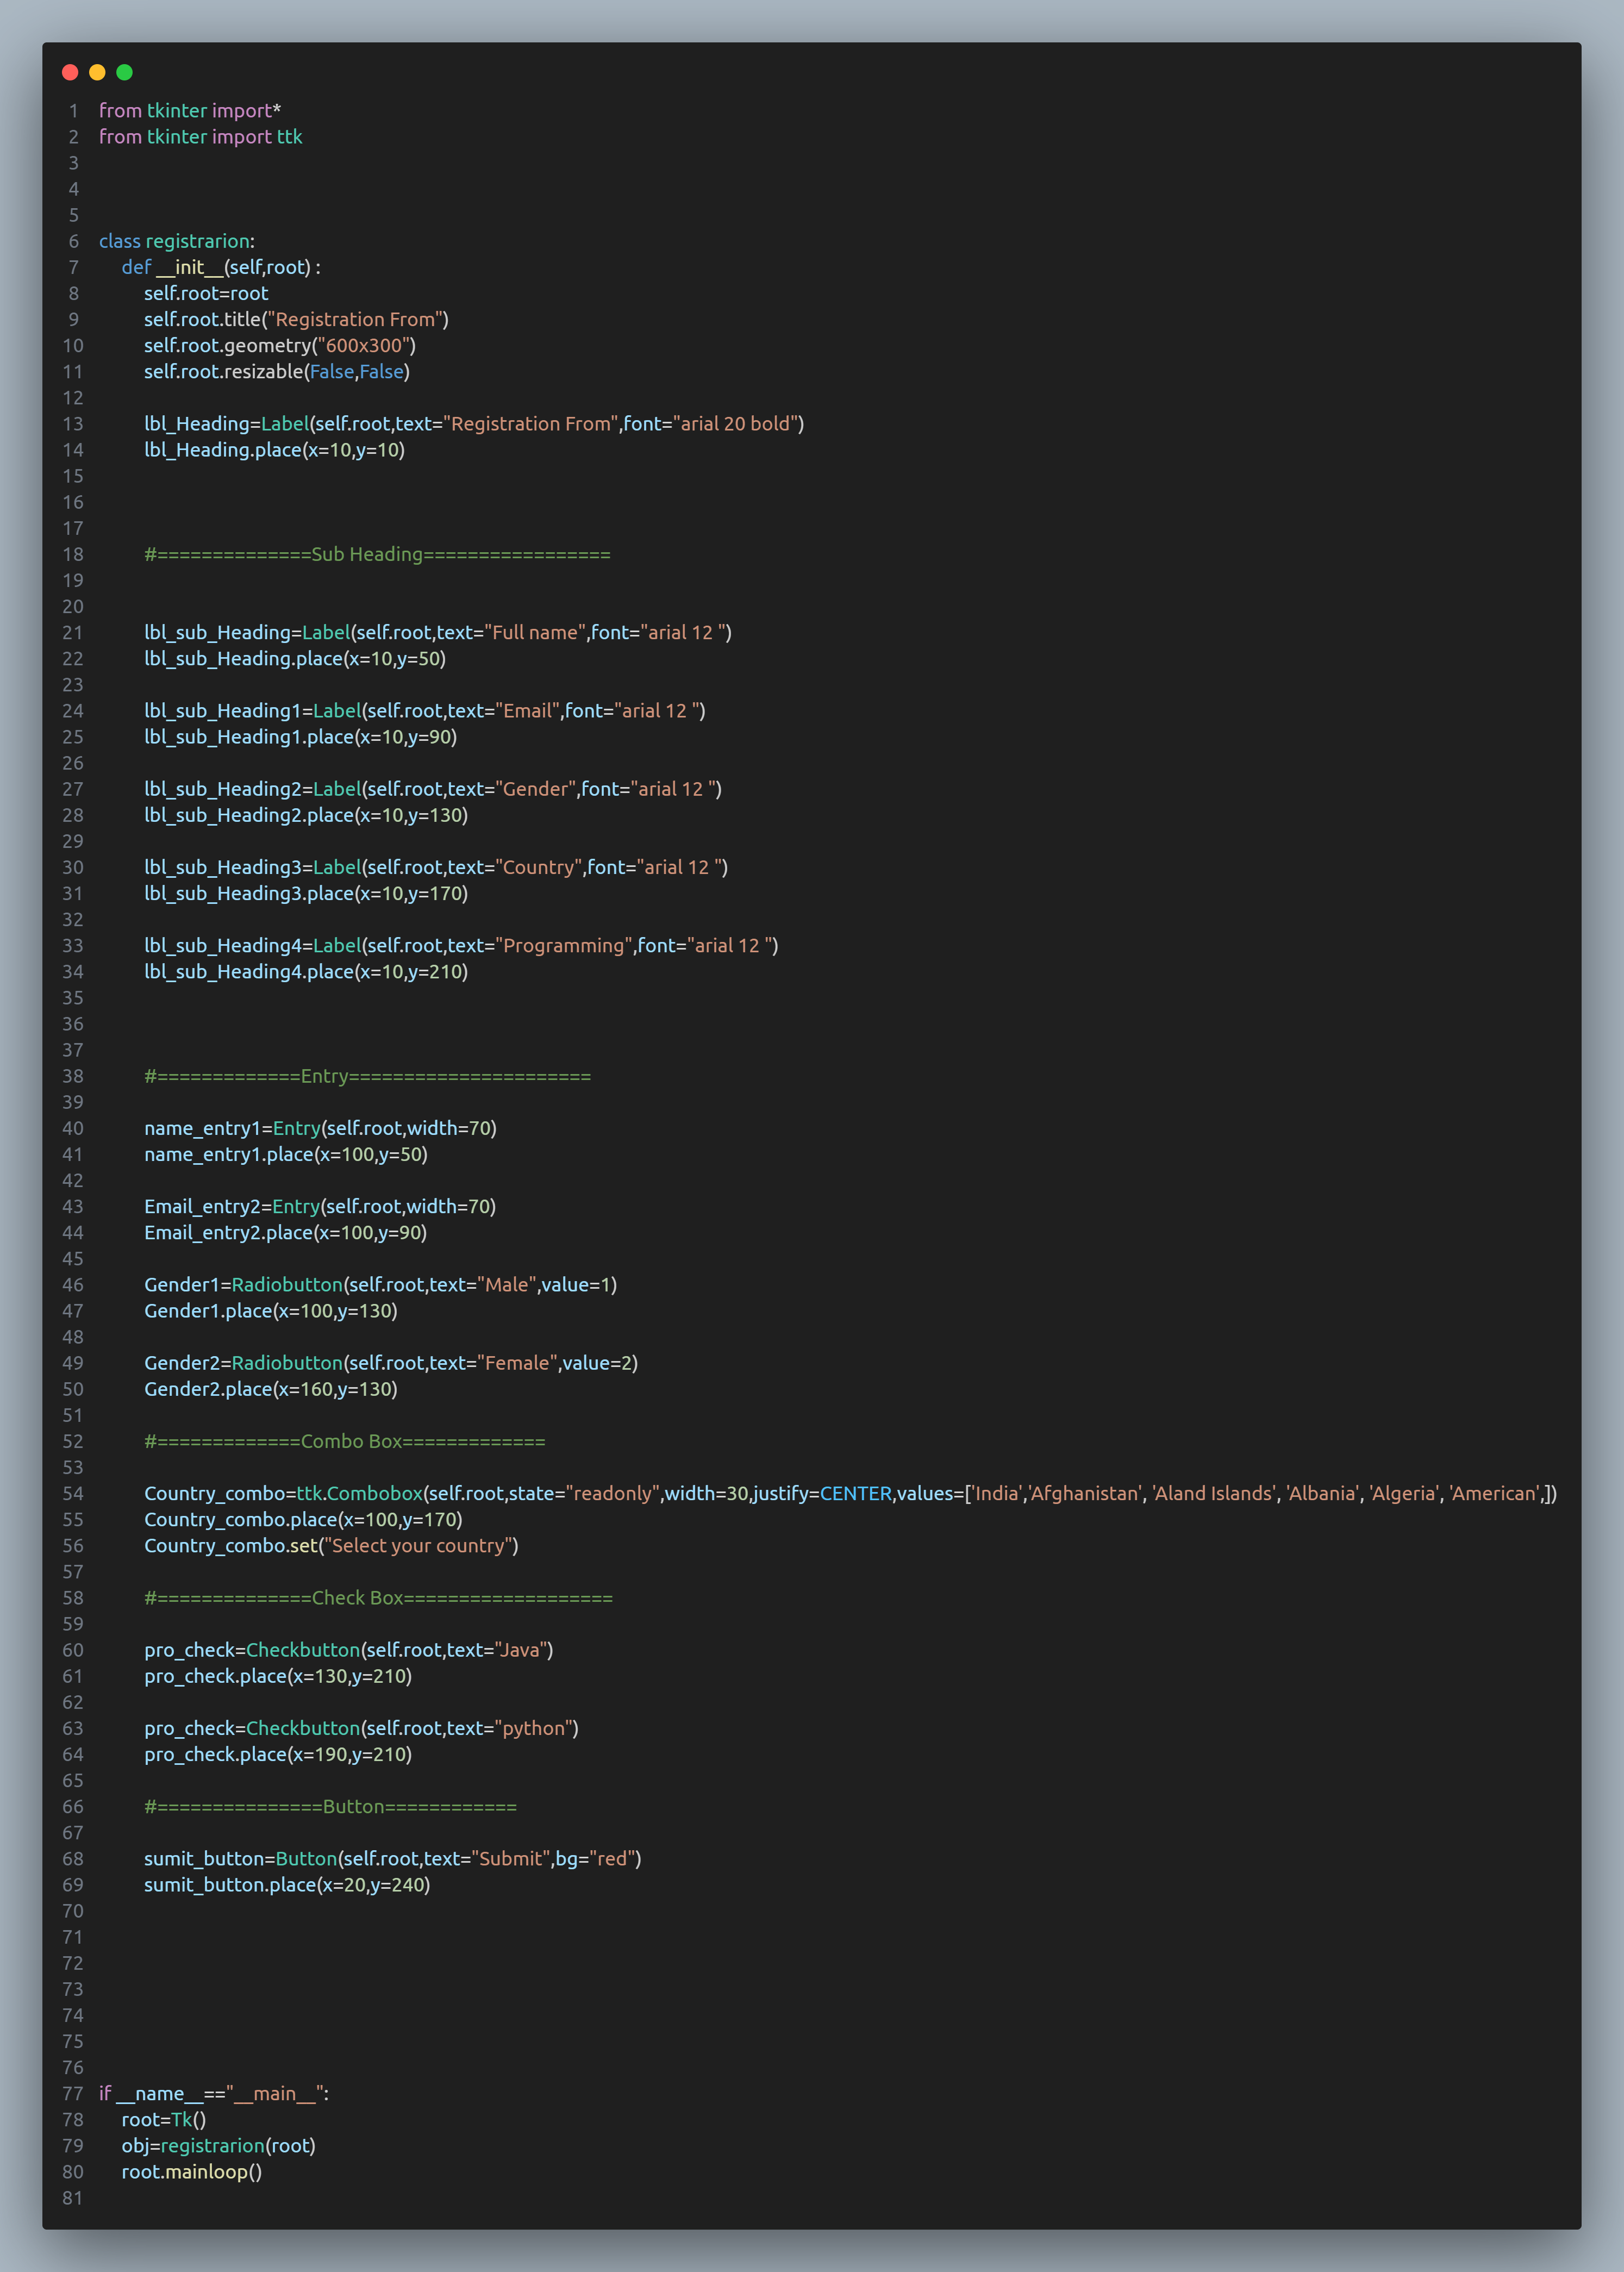 1 from tkinter import*
2 from tkinter import ttk
3
4
5
6 class registrarion:
7     def __init__(self,root) :
8         self.root=root
9         self.root.title("Registration From")
10         self.root.geometry("600x300")
11         self.root.resizable(False,False)
12
13         lbl_Heading=Label(self.root,text="Registration From",font="arial 20 bold")
14         lbl_Heading.place(x=10,y=10)
15
16
17
18         #==============Sub Heading=================
19
20
21         lbl_sub_Heading=Label(self.root,text="Full name",font="arial 12 ")
22         lbl_sub_Heading.place(x=10,y=50)
23
24         lbl_sub_Heading1=Label(self.root,text="Email",font="arial 12 ")
25         lbl_sub_Heading1.place(x=10,y=90)
26
27         lbl_sub_Heading2=Label(self.root,text="Gender",font="arial 12 ")
28         lbl_sub_Heading2.place(x=10,y=130)
29
30         lbl_sub_Heading3=Label(self.root,text="Country",font="arial 12 ")
31         lbl_sub_Heading3.place(x=10,y=170)
32
33         lbl_sub_Heading4=Label(self.root,text="Programming",font="arial 12 ")
34         lbl_sub_Heading4.place(x=10,y=210)
35
36
37
38         #=============Entry======================
39
40         name_entry1=Entry(self.root,width=70)
41         name_entry1.place(x=100,y=50)
42
43         Email_entry2=Entry(self.root,width=70)
44         Email_entry2.place(x=100,y=90)
45
46         Gender1=Radiobutton(self.root,text="Male",value=1)
47         Gender1.place(x=100,y=130)
48
49         Gender2=Radiobutton(self.root,text="Female",value=2)
50         Gender2.place(x=160,y=130)
51
52         #=============Combo Box=============
53
54         Country_combo=ttk.Combobox(self.root,state="readonly",width=30,justify=CENTER,values=['India','Afghanistan', 'Aland Islands', 'Albania', 'Algeria', 'American',])
55         Country_combo.place(x=100,y=170)
56         Country_combo.set("Select your country")
57
58         #==============Check Box===================
59
60         pro_check=Checkbutton(self.root,text="Java")
61         pro_check.place(x=130,y=210)
62
63         pro_check=Checkbutton(self.root,text="python")
64         pro_check.place(x=190,y=210)
65
66         #===============Button============
67
68         sumit_button=Button(self.root,text="Submit",bg="red")
69         sumit_button.place(x=20,y=240)
70
71
72
73
74
75
76
77 if __name__=="__main__":
78     root=Tk()
79     obj=registrarion(root)
80     root.mainloop()
81